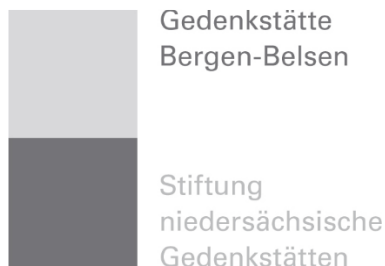 Gedenkstätte
Bergen-Belsen
Stiftung
niedersächsische
Gedenkstätten